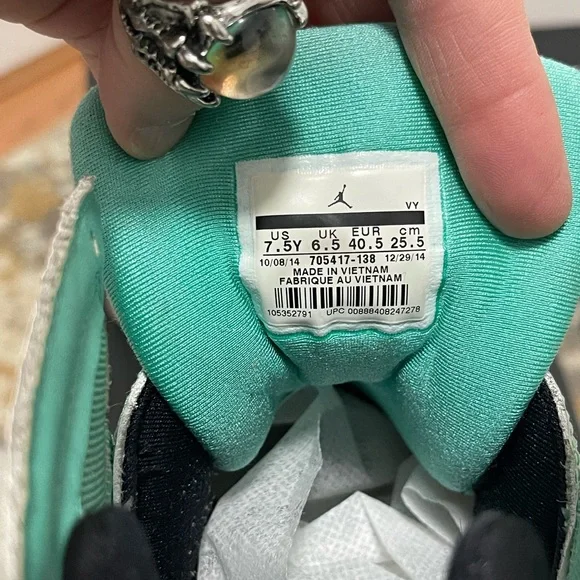 VY
US UK EUR cm
7.5Y 6.5 40.5 25.5
10/08/14 705417-138 12/29/14
MADE IN VIETNAM
FABRIQUE AU VIETNAM
105352791 UPC 00888408247278